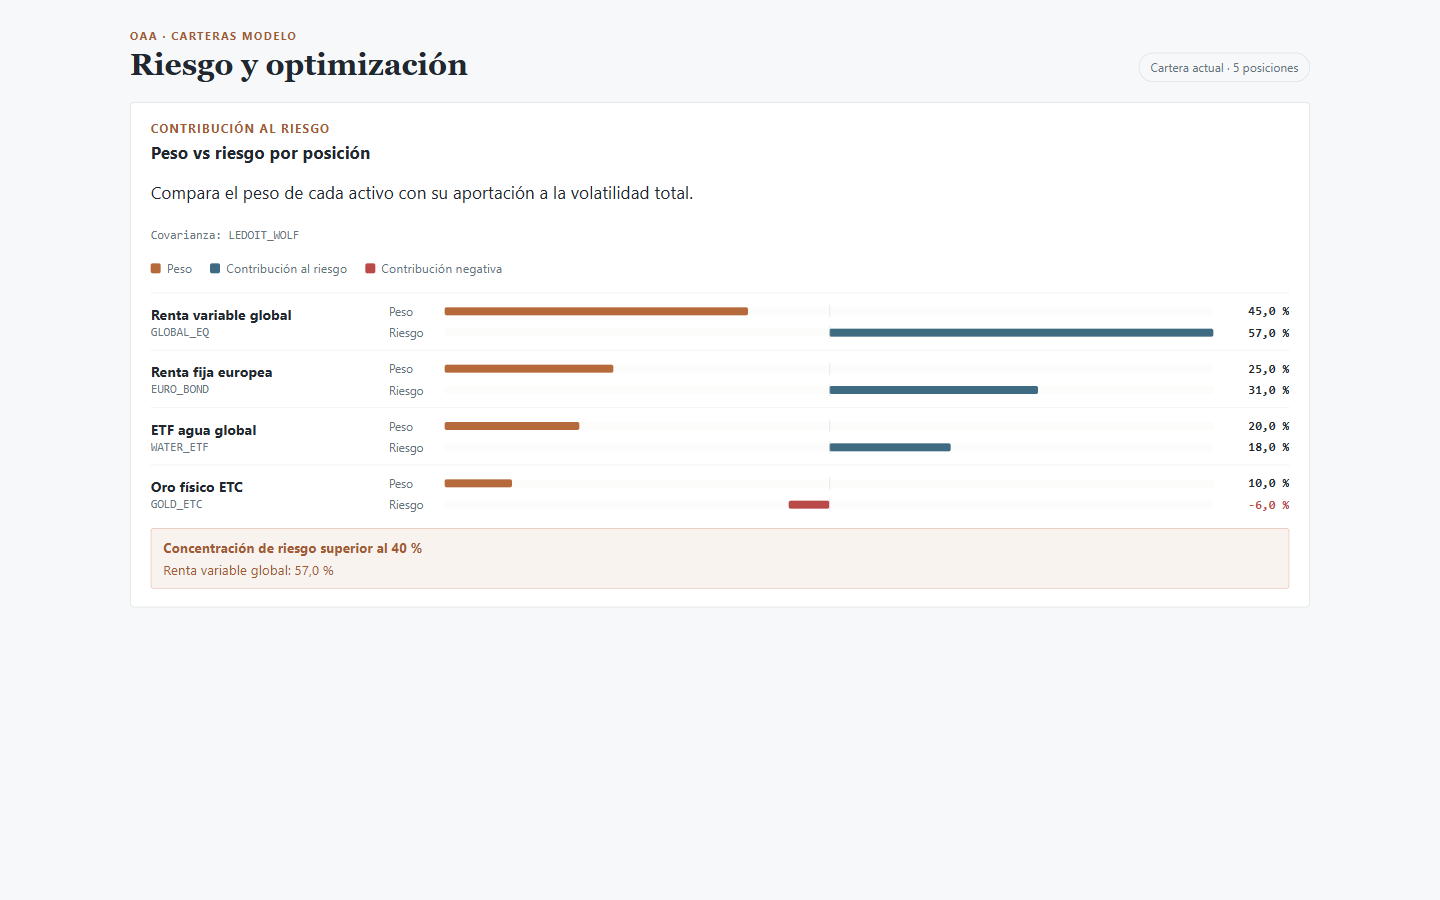 OAA · CARTERAS MODELO
Riesgo y optimización
Cartera actual · 5 posiciones
CONTRIBUCIÓN AL RIESGO
Peso vs riesgo por posición
Compara el peso de cada activo con su aportación a la volatilidad total.
Covarianza: LEDOIT_WOLF
Peso Contribución al riesgo Contribución negativa
Renta variable global
GLOBAL_EQ
Peso 45,0 %
Riesgo 57,0 %
Renta fija europea
EURO_BOND
Peso 25,0 %
Riesgo 31,0 %
ETF agua global
WATER_ETF
Peso 20,0 %
Riesgo 18,0 %
Oro físico ETC
GOLD_ETC
Peso 10,0 %
Riesgo -6,0 %
Concentración de riesgo superior al 40 %
Renta variable global: 57,0 %